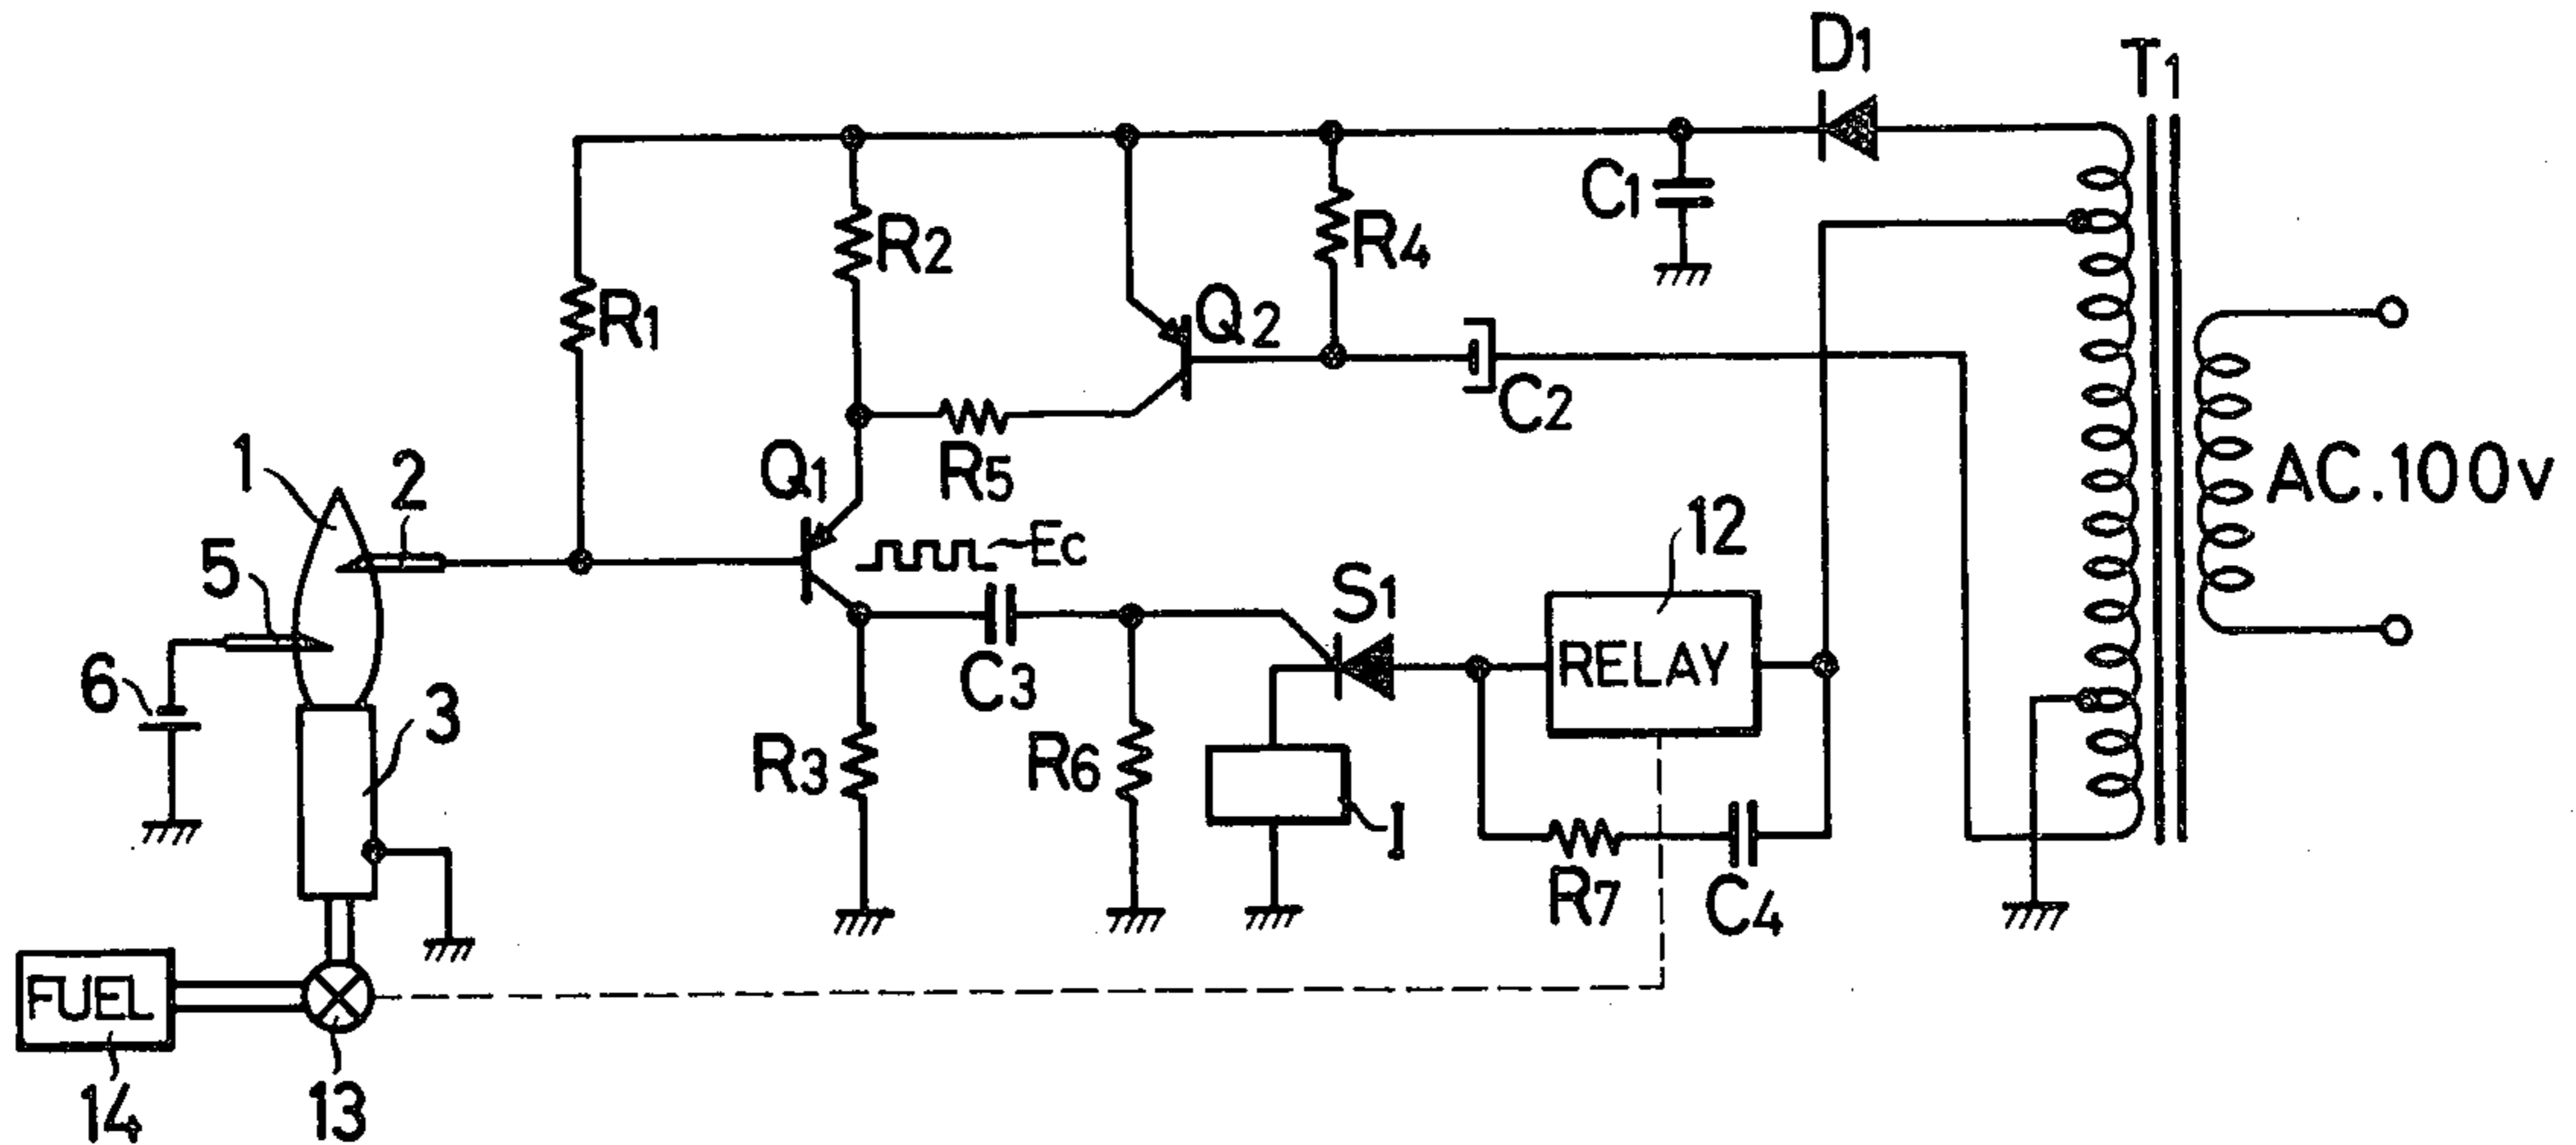 D1
T1
C1
R2
R4
R1
Q2
C2
R5
Q1
1
2
5
Ec
AC.100v
12
S1
RELAY
6
3
C3
R3
R6
I
R7
C4
FUEL
14
13